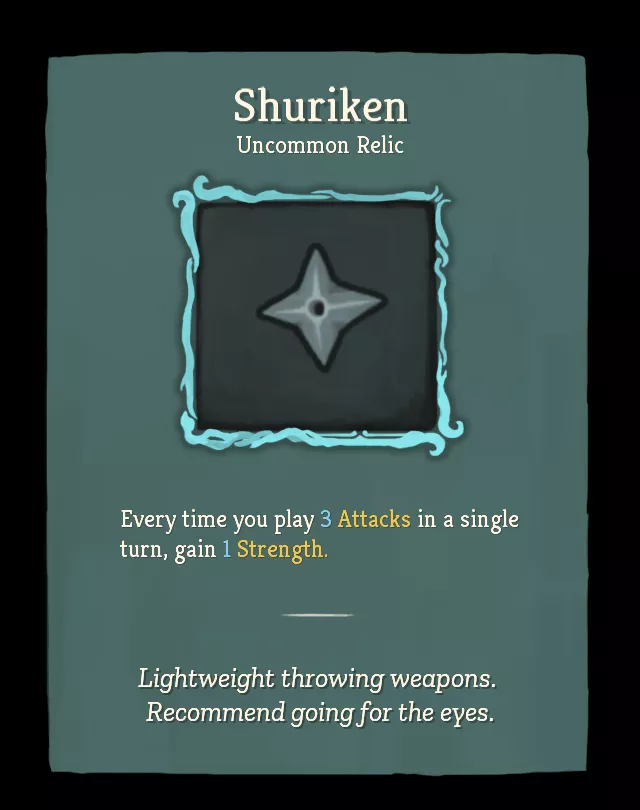 Shuriken
Uncommon Relic
Every time you play 3 Attacks in a single
turn, gain 1 Strength.
Lightweight throwing weapons.
Recommend going for the eyes.